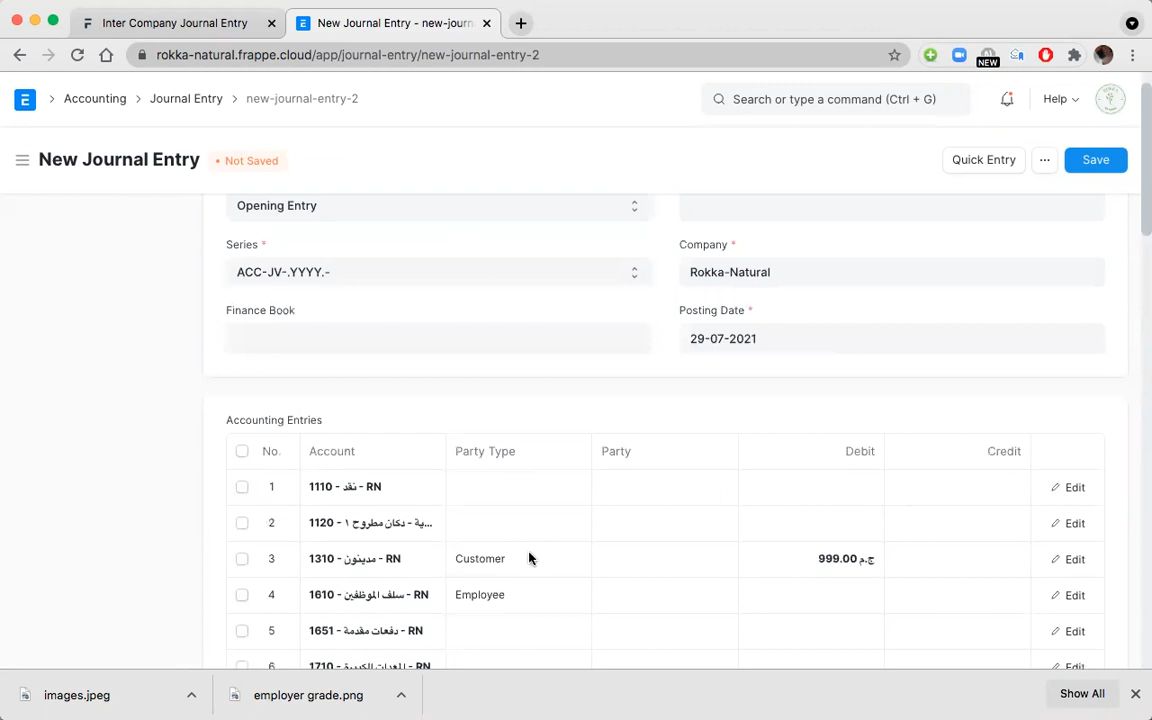 Inter Company Journal Entry
New Journal Entry - new-journ
rokka-natural.frappe.cloud/app/journal-entry/new-journal-entry-2
NEW
E
Accounting
Journal Entry
new-journal-entry-2
Search or type a command (Ctrl + G)
Help
New Journal Entry
• Not Saved
Quick Entry
...
Save
Opening Entry
Series *
Company *
ACC-JV-.YYYY.-
Rokka-Natural
Finance Book
Posting Date *
29-07-2021
Accounting Entries
No.
Account
Party Type
Party
Debit
Credit
1
1110 - نقد - RN
Edit
2
1120 - ية - دكان مطروح ١...
Edit
3
1310 - مدينون - RN
Customer
ج.م 999.00
Edit
4
1610 - سلف الموظفين - RN
Employee
Edit
5
1651 - دفعات مقدمة - RN
Edit
6
1710 - المعدات الكبيرة - RN
Edit
images.jpeg
employer grade.png
Show All